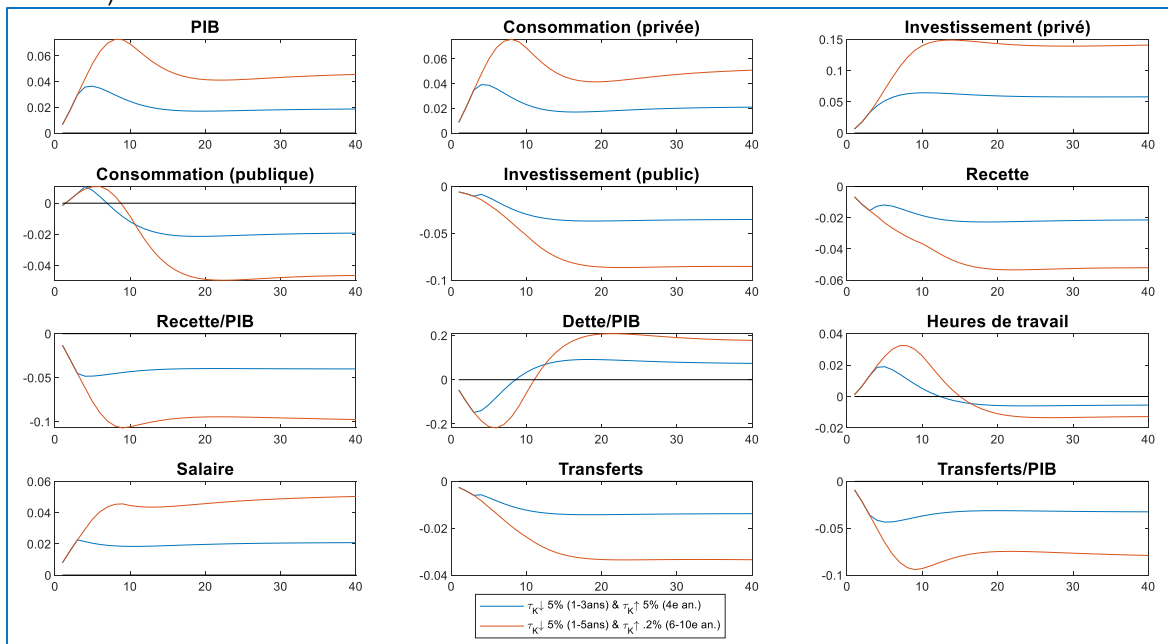 )
PIB
Consommation (privée)
Investissement (privé)
0.06
0.04
0.02
0
0 10 20 30 40
0.06
0.04
0.02
0
0 10 20 30 40
0.15
0.10
0.05
0
0 10 20 30 40
Consommation (publique)
Investissement (public)
Recette
0
-0.02
-0.04
0 10 20 30 40
0
-0.05
-0.1
0 10 20 30 40
0
-0.02
-0.04
-0.06
0 10 20 30 40
Recette/PIB
Dette/PIB
Heures de travail
0
-0.05
-0.1
0 10 20 30 40
0.2
0
-0.2
0 10 20 30 40
0.04
0.02
0.00
-0.02
0 10 20 30 40
Salaire
Transferts
Transferts/PIB
0.06
0.04
0.02
0
0 10 20 30 40
0
-0.02
-0.04
0 10 20 30 40
0
-0.05
-0.1
0 10 20 30 40
τK↓ 5% (1-3ans) & τK↑ 5% (4e an.)
τK↓ 5% (1-5ans) & τK↑ .2% (6-10e an.)